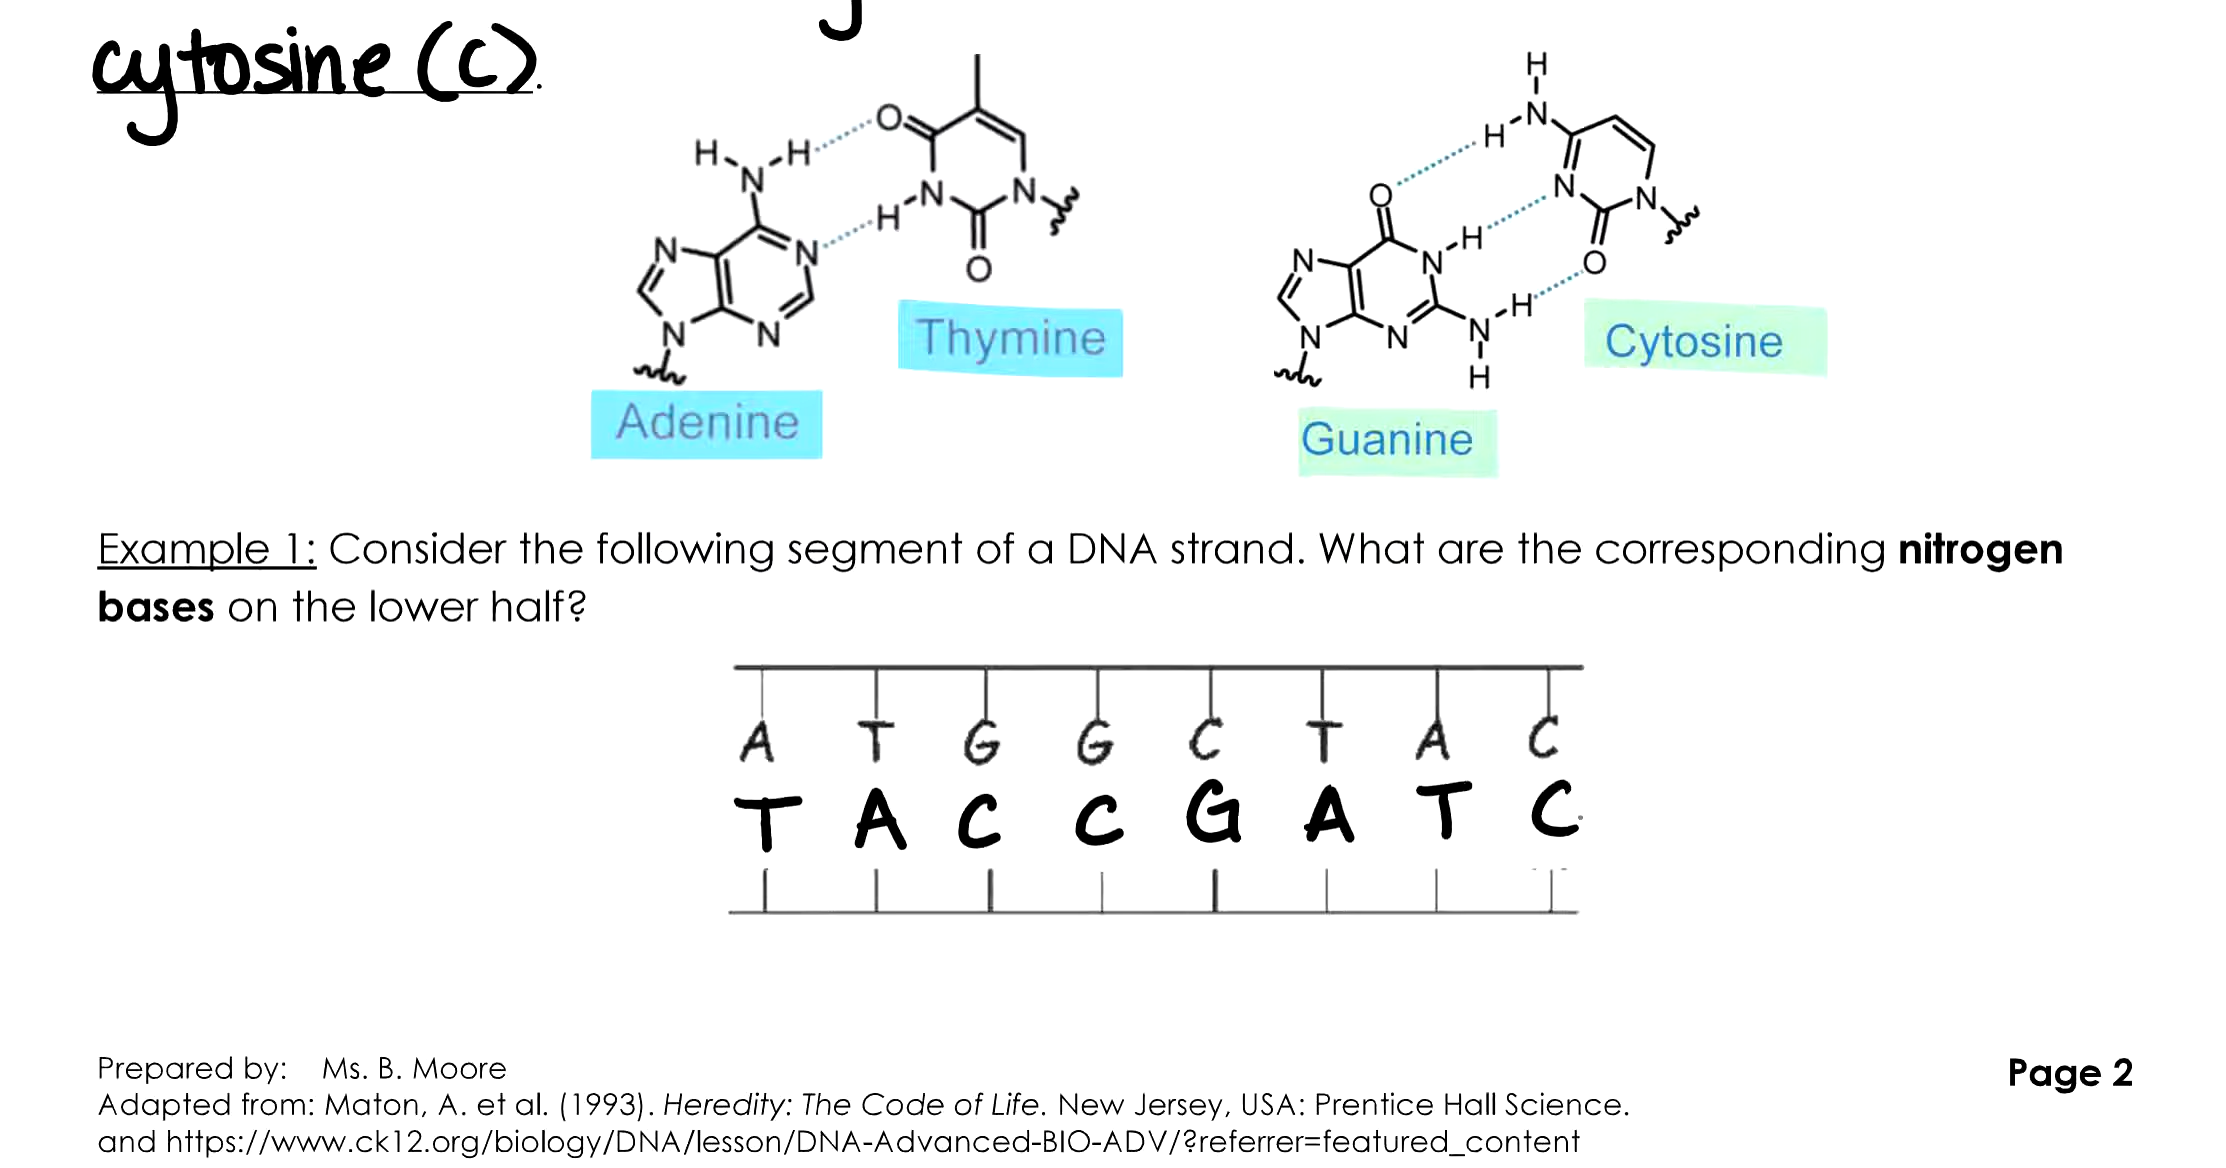 cytosine (C).
H
H H O N
N H
N H N N O N N
N N H N H
N N O N N H O
N N N
H
Thymine Cytosine
Adenine Guanine
Example 1: Consider the following segment of a DNA strand. What are the corresponding nitrogen
bases on the lower half?
A T G G C T A C
T A C C G A T C
Prepared by: Ms. B. Moore
Page 2
Adapted from: Maton, A. et al. (1993). Heredity: The Code of Life. New Jersey, USA: Prentice Hall Science.
and https://www.ck12.org/biology/DNA/lesson/DNA-Advanced-BIO-ADV/?referrer=featured_content